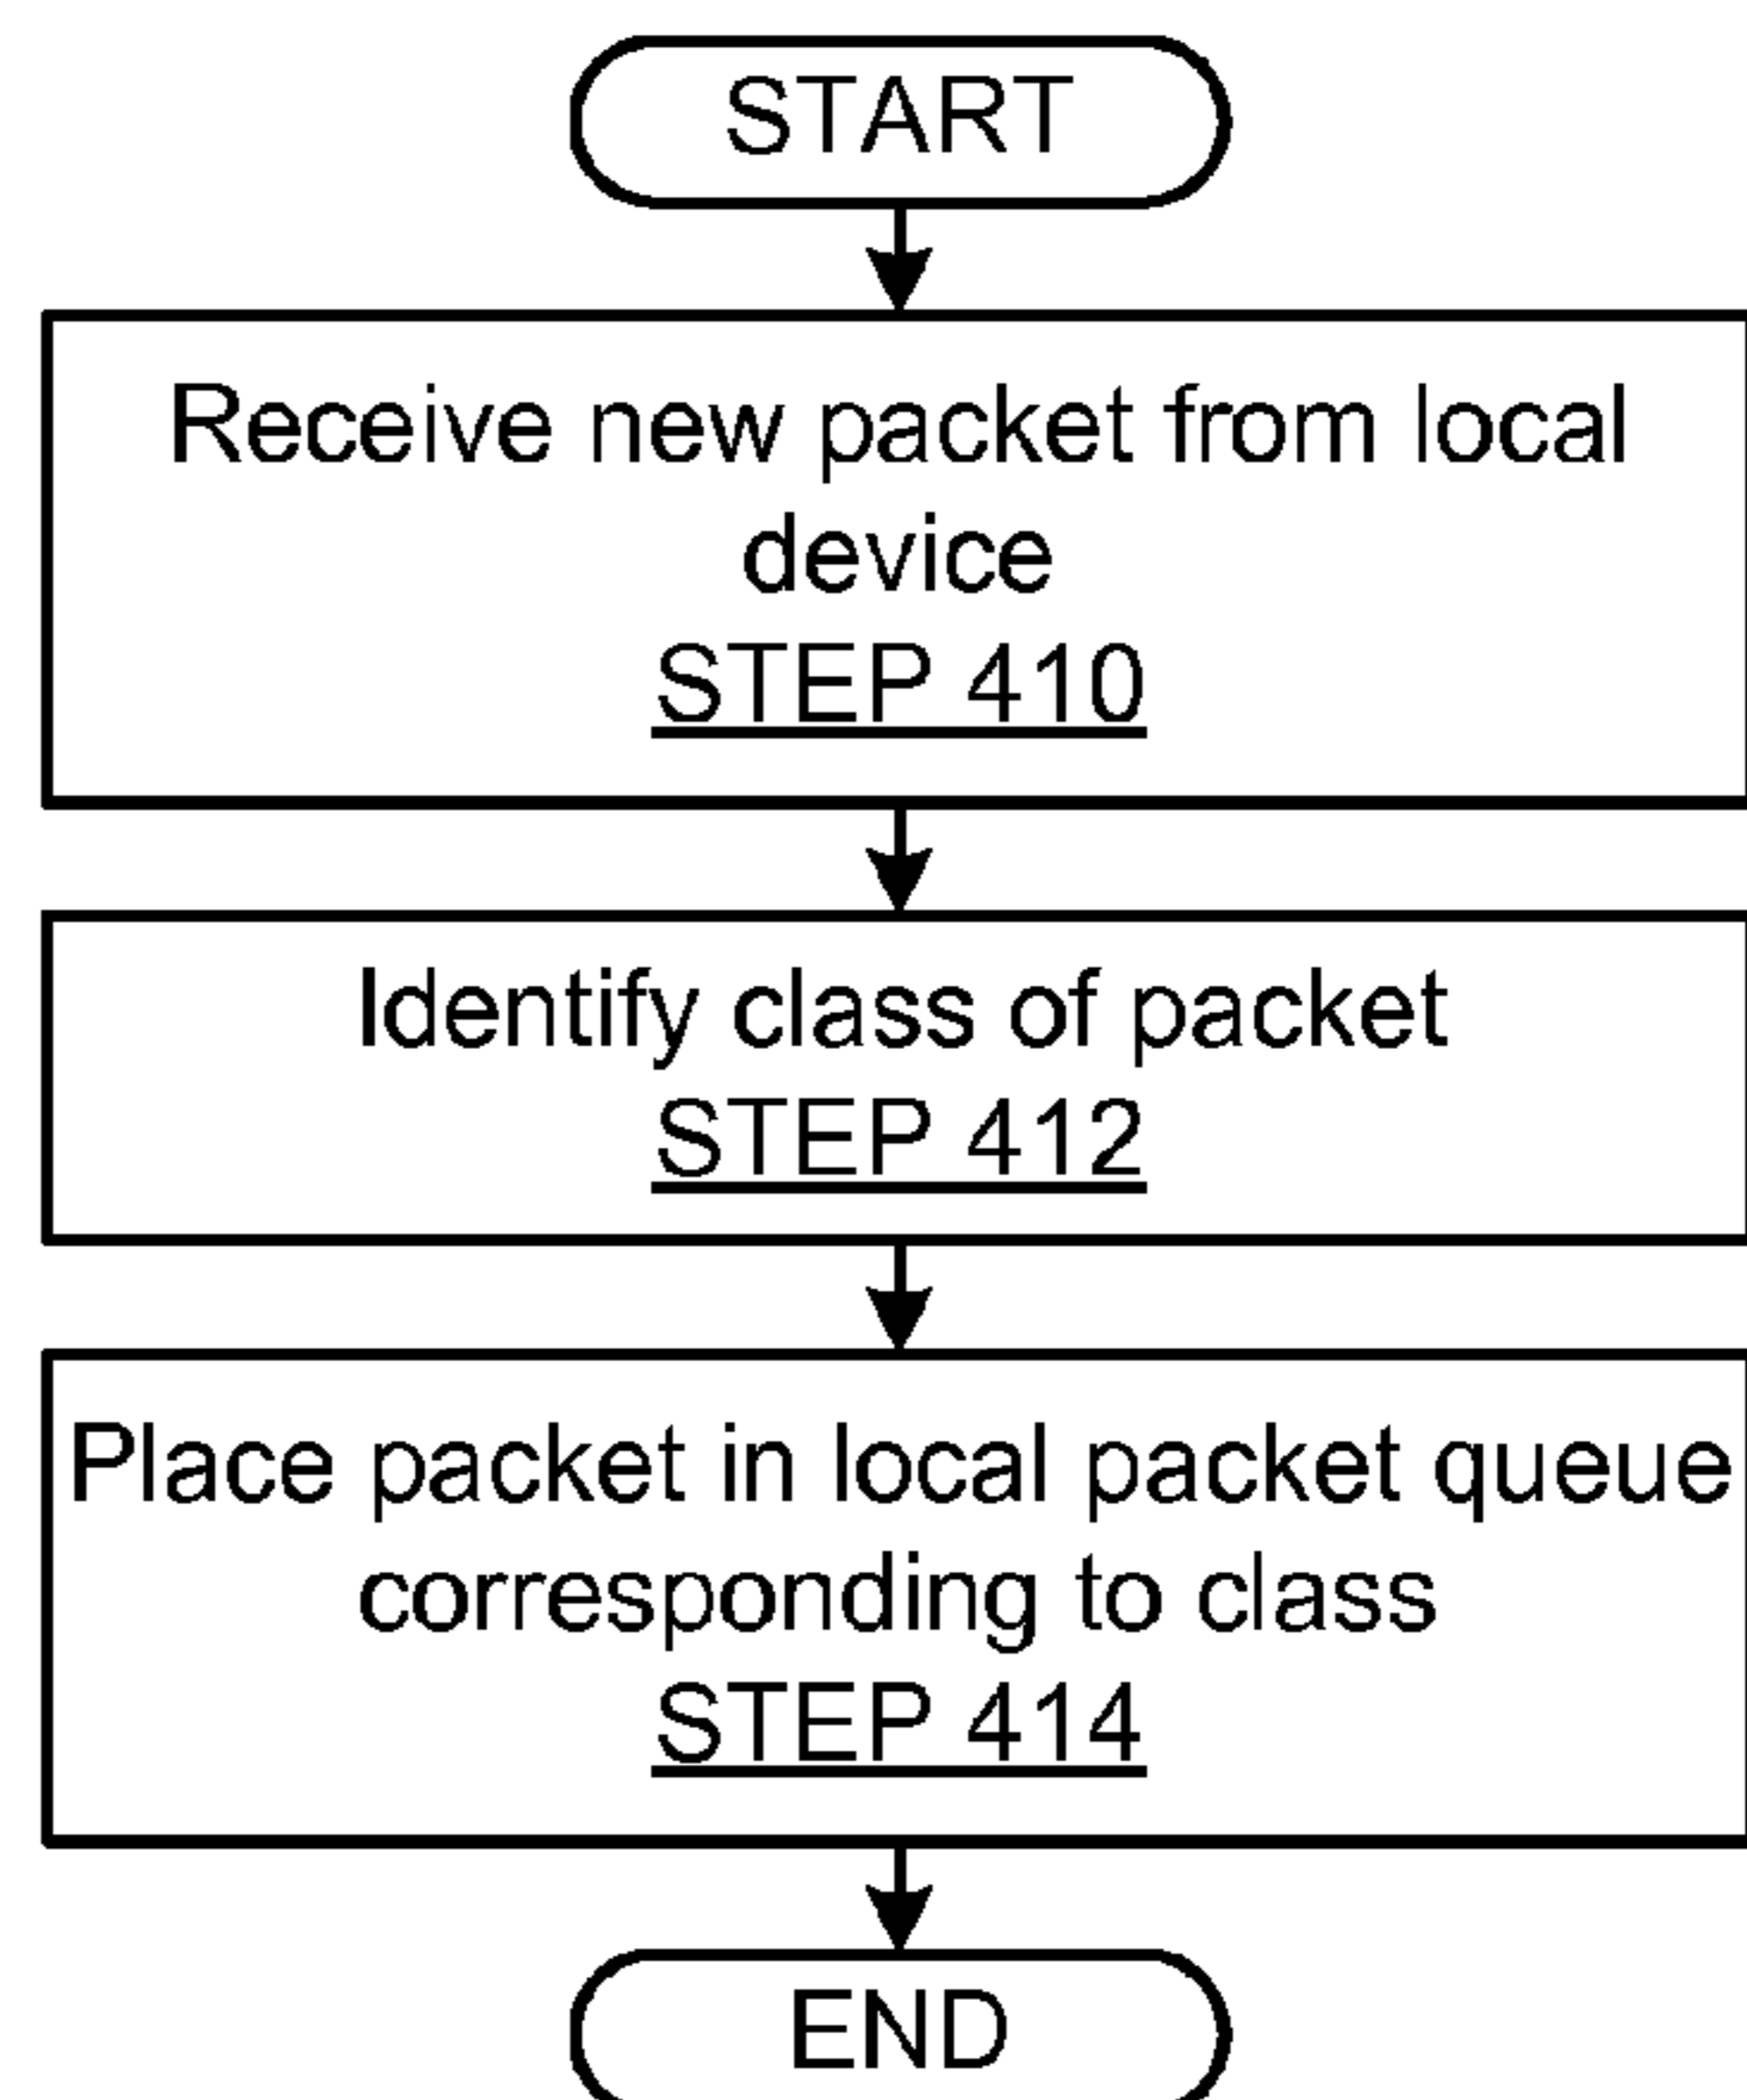 START
Receive new packet from local
device
STEP 410
Identify class of packet
STEP 412
Place packet in local packet queue
corresponding to class
STEP 414
END